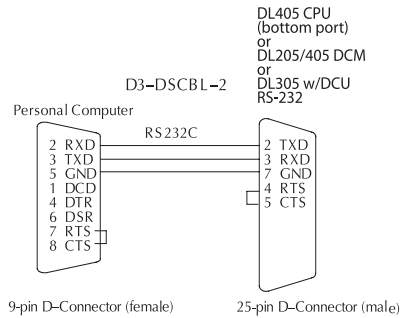 DL405 CPU
(bottom port)
or
DL205/405 DCM
or
DL305 w/DCU
RS-232
D3–DSCBL–2
Personal Computer
RS232C
2 RXD
3 TXD
5 GND
1 DCD
4 DTR
6 DSR
7 RTS
8 CTS
2 TXD
3 RXD
7 GND
4 RTS
5 CTS
9-pin D–Connector (female)
25-pin D–Connector (male)